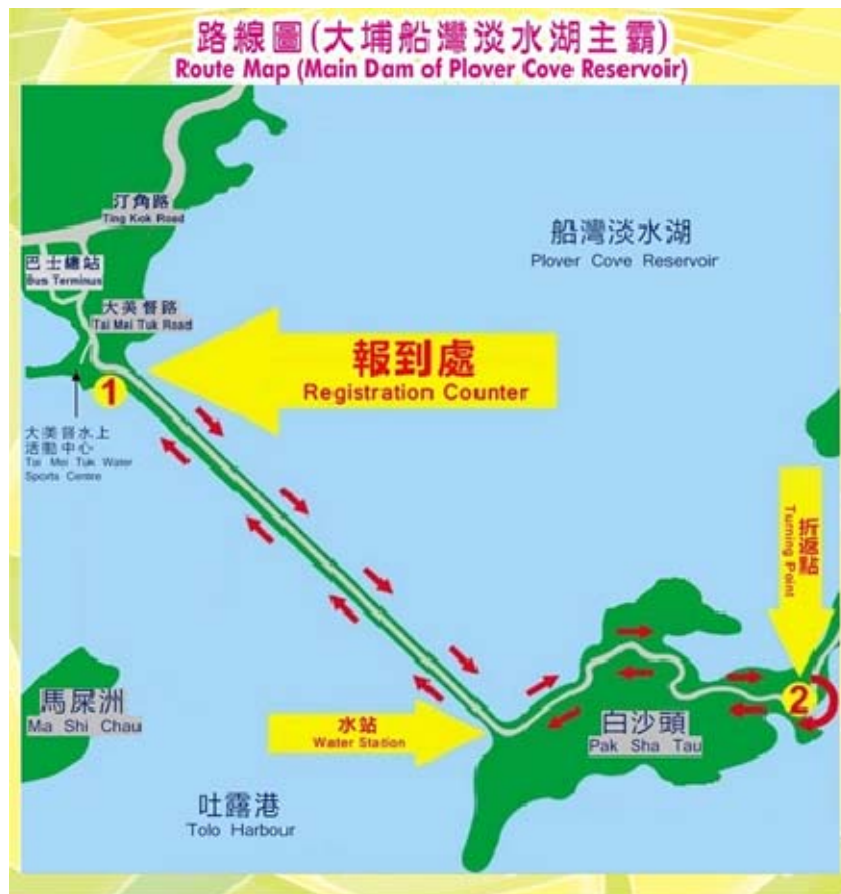 路線圖(大埔船灣淡水湖主霸)
Route Map (Main Dam of Plover Cove Reservoir)
汀角路
Ting Kok Road
船灣淡水湖
Plover Cove Reservoir
巴士總站
Bus Terminus
大美督路
Tai Mei Tuk Road
報到處
Registration Counter
1
大美督水上
活動中心
Tai Mei Tuk Water
Sports Centre
折返點
Turning Point
2
馬屎洲
Ma Shi Chau
水站
Water Station
白沙頭
Pak Sha Tau
吐露港
Tolo Harbour